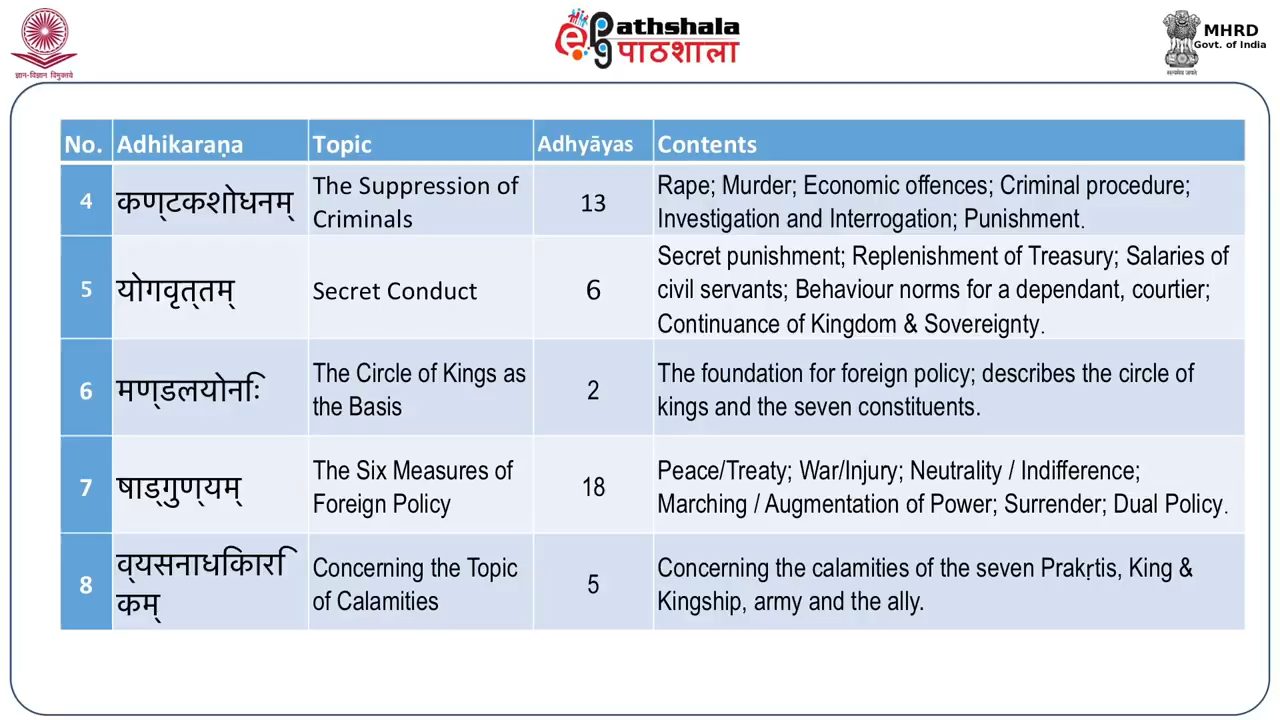 ज्ञान-विज्ञान विमुक्तये
ePathshala
पाठशाला
MHRD
Govt. of India
सत्यमेव जयते
No. Adhikaraṇa Topic Adhyāyas Contents
4 कण्टकशोधनम् The Suppression of Criminals 13 Rape; Murder; Economic offences; Criminal procedure;
Investigation and Interrogation; Punishment.
5 योगवृत्तम् Secret Conduct 6 Secret punishment; Replenishment of Treasury; Salaries of
civil servants; Behaviour norms for a dependant, courtier;
Continuance of Kingdom & Sovereignty.
6 मण्डलयोनिः The Circle of Kings as the Basis 2 The foundation for foreign policy; describes the circle of
kings and the seven constituents.
7 षाड्गुण्यम् The Six Measures of Foreign Policy 18 Peace/Treaty; War/Injury; Neutrality / Indifference;
Marching / Augmentation of Power; Surrender; Dual Policy.
8 व्यसनाधिकारिकम् Concerning the Topic of Calamities 5 Concerning the calamities of the seven Prakṛtis, King &
Kingship, army and the ally.